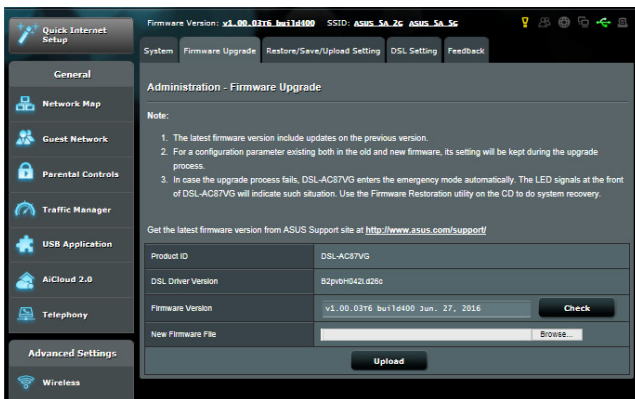 Quick Internet Setup
Firmware Version: v1.00.03T6 build400 SSID: ASUS 5A 2G ASUS 5A 5G
System Firmware Upgrade Restore/Save/Upload Setting DSL Setting Feedback
General
Network Map
Guest Network
Parental Controls
Traffic Manager
USB Application
AiCloud 2.0
Telephony
Advanced Settings
Wireless
Administration - Firmware Upgrade
Note:
1. The latest firmware version include updates on the previous version.
2. For a configuration parameter existing both in the old and new firmware, its setting will be kept during the upgrade
process.
3. In case the upgrade process fails, DSL-AC87VG enters the emergency mode automatically. The LED signals at the front
of DSL-AC87VG will indicate such situation. Use the Firmware Restoration utility on the CD to do system recovery.
Get the latest firmware version from ASUS Support site at http://www.asus.com/support/
Product ID DSL-AC87VG
DSL Driver Version B2pvbH042l.d26c
Firmware Version v1.00.03T6 build400 Jun. 27, 2016 Check
New Firmware File Browse...
Upload